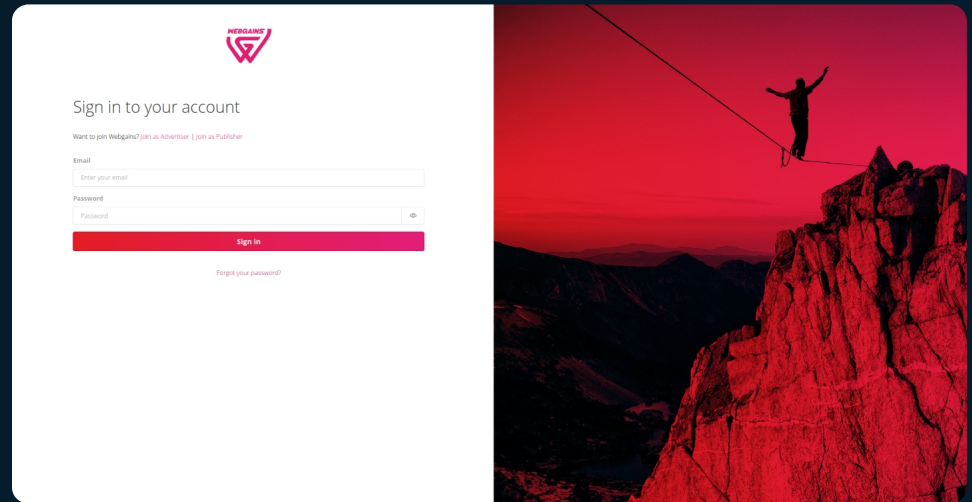 WEBGAINS
Sign in to your account
Want to join Webgains? Join as Advertiser | Join as Publisher
Email
Enter your email
Password
Password
Sign in
Forgot your password?